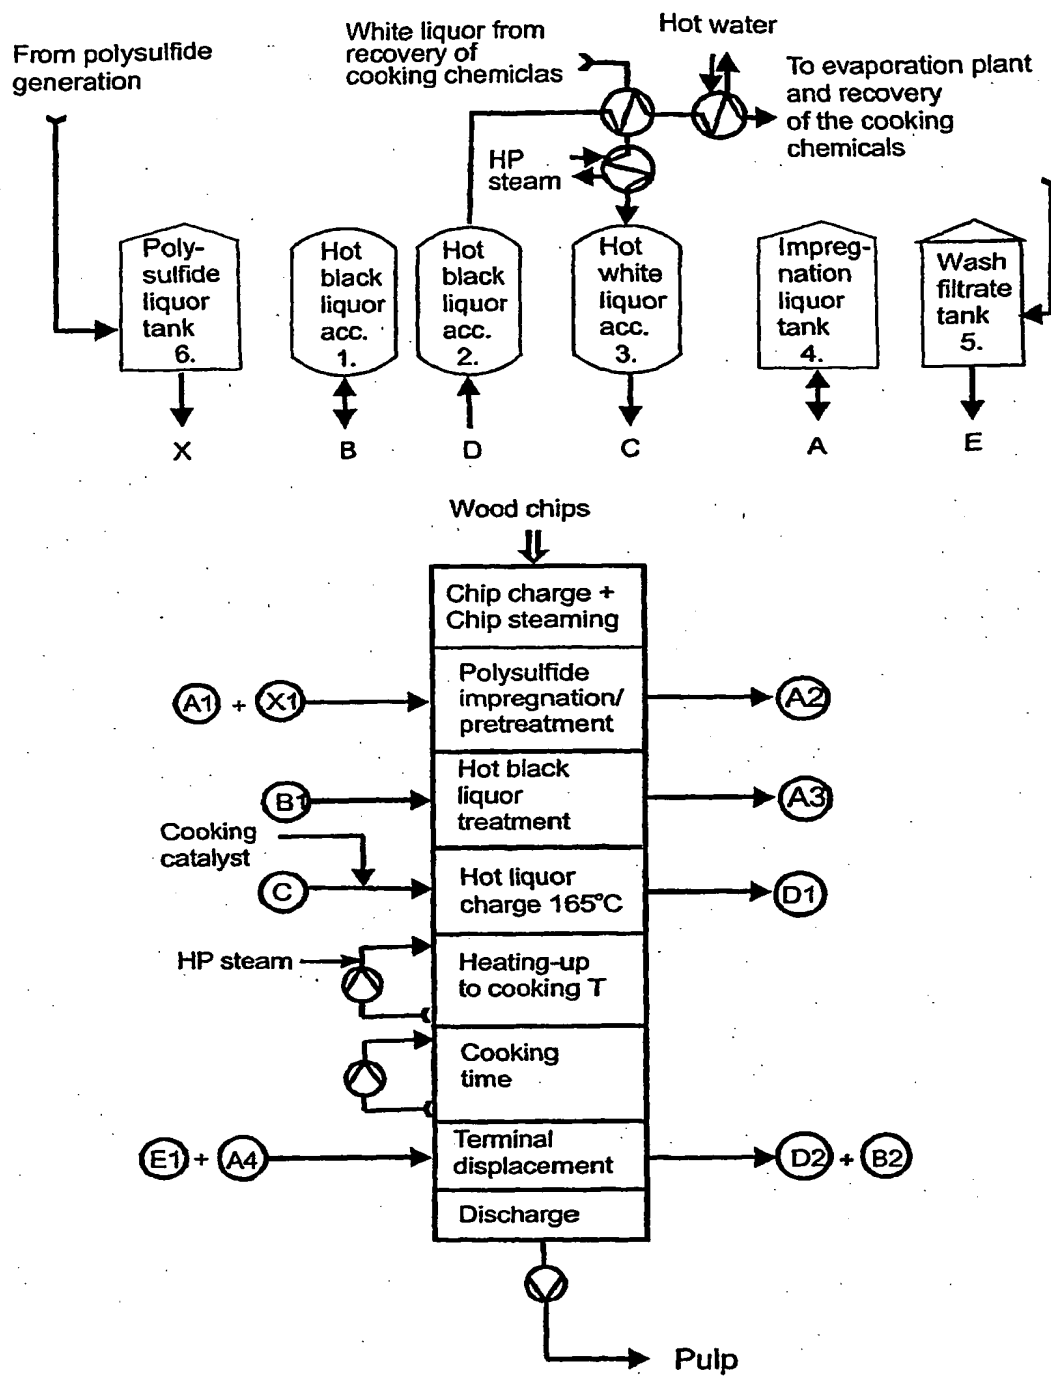 From polysulfide
generation
White liquor from
recovery of
cooking chemiclas
Hot water
To evaporation plant
and recovery
of the cooking
chemicals
HP
steam
Poly-
sulfide
liquor
tank
6.
Hot
black
liquor
acc.
1.
Hot
black
liquor
acc.
2.
Hot
white
liquor
acc.
3.
Impreg-
nation
liquor
tank
4.
Wash
filtrate
tank
5.
X
B
D
C
A
E
Wood chips
Chip charge +
Chip steaming
A1 + X1
Polysulfide
impregnation/
pretreatment
A2
B1
Hot black
liquor
treatment
A3
Cooking
catalyst
C
Hot liquor
charge 165°C
D1
HP steam
Heating-up
to cooking T
Cooking
time
E1 + A4
Terminal
displacement
D2 + B2
Discharge
Pulp